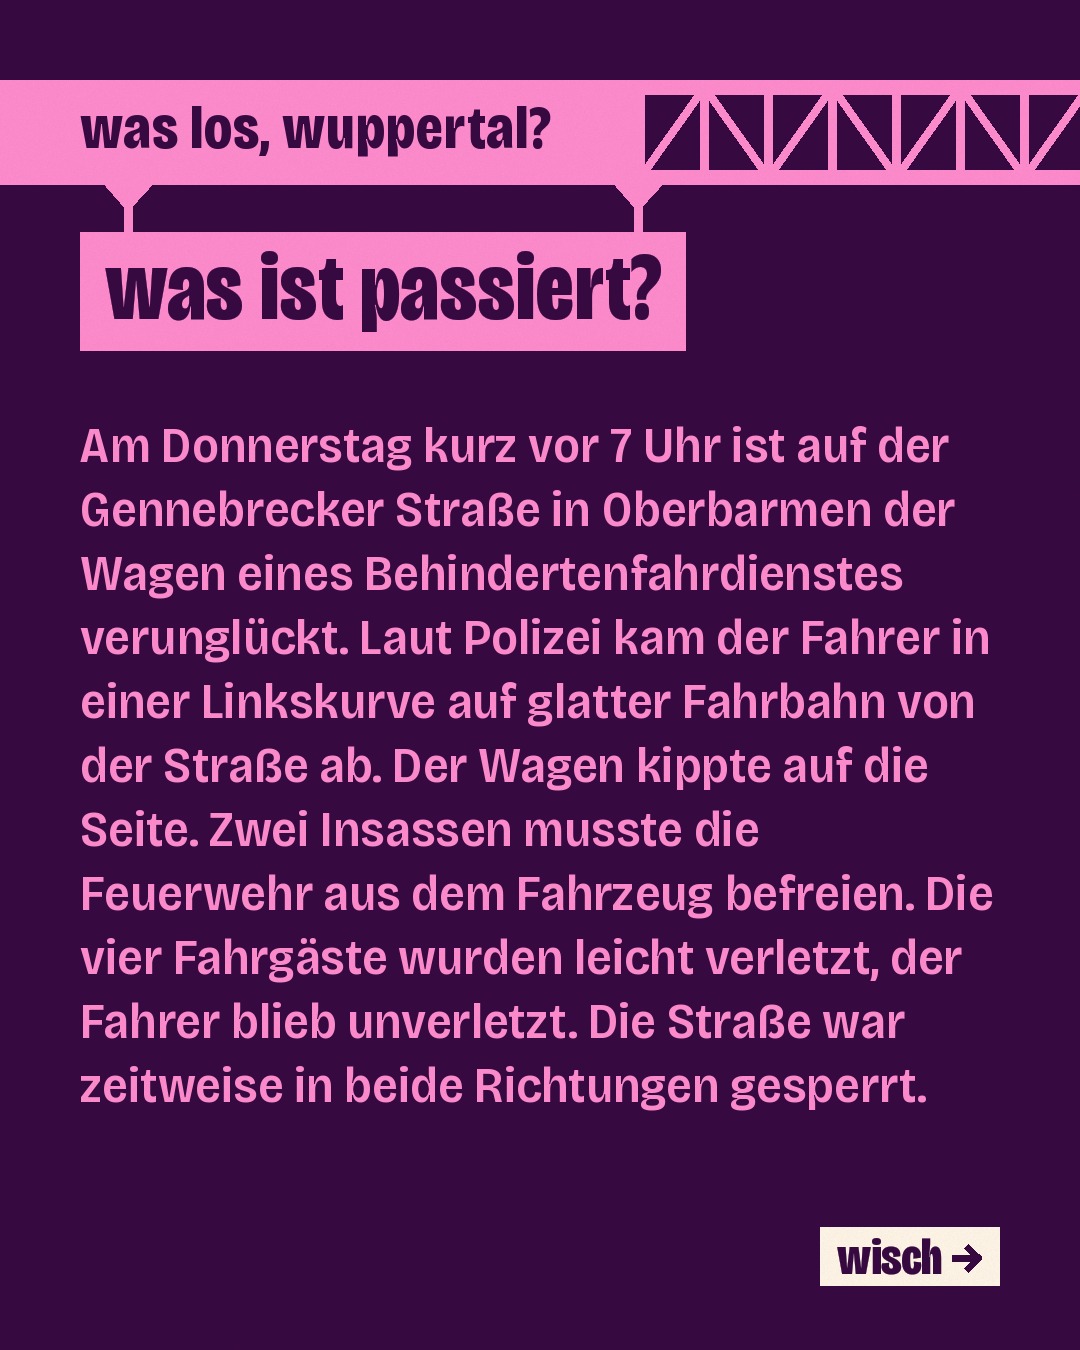 was los, wuppertal?
was ist passiert?
Am Donnerstag kurz vor 7 Uhr ist auf der
Gennebrecker Straße in Oberbarmen der
Wagen eines Behindertenfahrdienstes
verunglückt. Laut Polizei kam der Fahrer in
einer Linkskurve auf glatter Fahrbahn von
der Straße ab. Der Wagen kippte auf die
Seite. Zwei Insassen musste die
Feuerwehr aus dem Fahrzeug befreien. Die
vier Fahrgäste wurden leicht verletzt, der
Fahrer blieb unverletzt. Die Straße war
zeitweise in beide Richtungen gesperrt.
wisch →